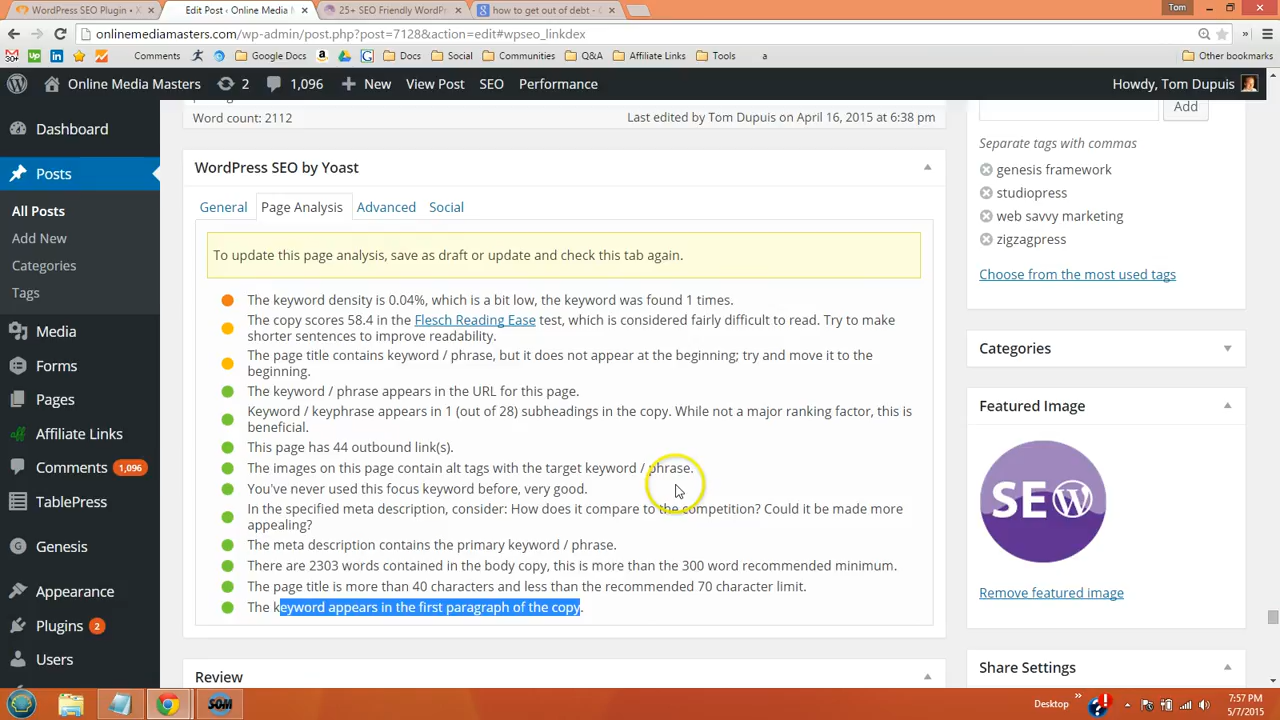 WordPress SEO Plugin •
Edit Post ‹ Online Media M
25+ SEO Friendly WordPr
how to get out of debt -
Tom
onlinemediamasters.com/wp-admin/post.php?post=7128&action=edit#wpseo_linkdex
Comments
Google Docs
Docs
Social
Communities
Q&A
Affiliate Links
Tools
a
Other bookmarks
Online Media Masters
2
1,096
New
View Post
SEO
Performance
Howdy, Tom Dupuis
Dashboard
Posts
All Posts
Add New
Categories
Tags
Media
Forms
Pages
Affiliate Links
Comments 1,096
TablePress
Genesis
Appearance
Plugins 2
Users
Word count: 2112
Last edited by Tom Dupuis on April 16, 2015 at 6:38 pm
WordPress SEO by Yoast
General
Page Analysis
Advanced
Social
To update this page analysis, save as draft or update and check this tab again.
The keyword density is 0.04%, which is a bit low, the keyword was found 1 times.
The copy scores 58.4 in the Flesch Reading Ease test, which is considered fairly difficult to read. Try to make
shorter sentences to improve readability.
The page title contains keyword / phrase, but it does not appear at the beginning; try and move it to the
beginning.
The keyword / phrase appears in the URL for this page.
Keyword / keyphrase appears in 1 (out of 28) subheadings in the copy. While not a major ranking factor, this is
beneficial.
This page has 44 outbound link(s).
The images on this page contain alt tags with the target keyword / phrase.
You've never used this focus keyword before, very good.
In the specified meta description, consider: How does it compare to the competition? Could it be made more
appealing?
The meta description contains the primary keyword / phrase.
There are 2303 words contained in the body copy, this is more than the 300 word recommended minimum.
The page title is more than 40 characters and less than the recommended 70 character limit.
The keyword appears in the first paragraph of the copy.
Review
Add
Separate tags with commas
genesis framework
studiopress
web savvy marketing
zigzagpress
Choose from the most used tags
Categories
Featured Image
SE
Remove featured image
Share Settings
SOM
Desktop
7:57 PM
5/7/2015